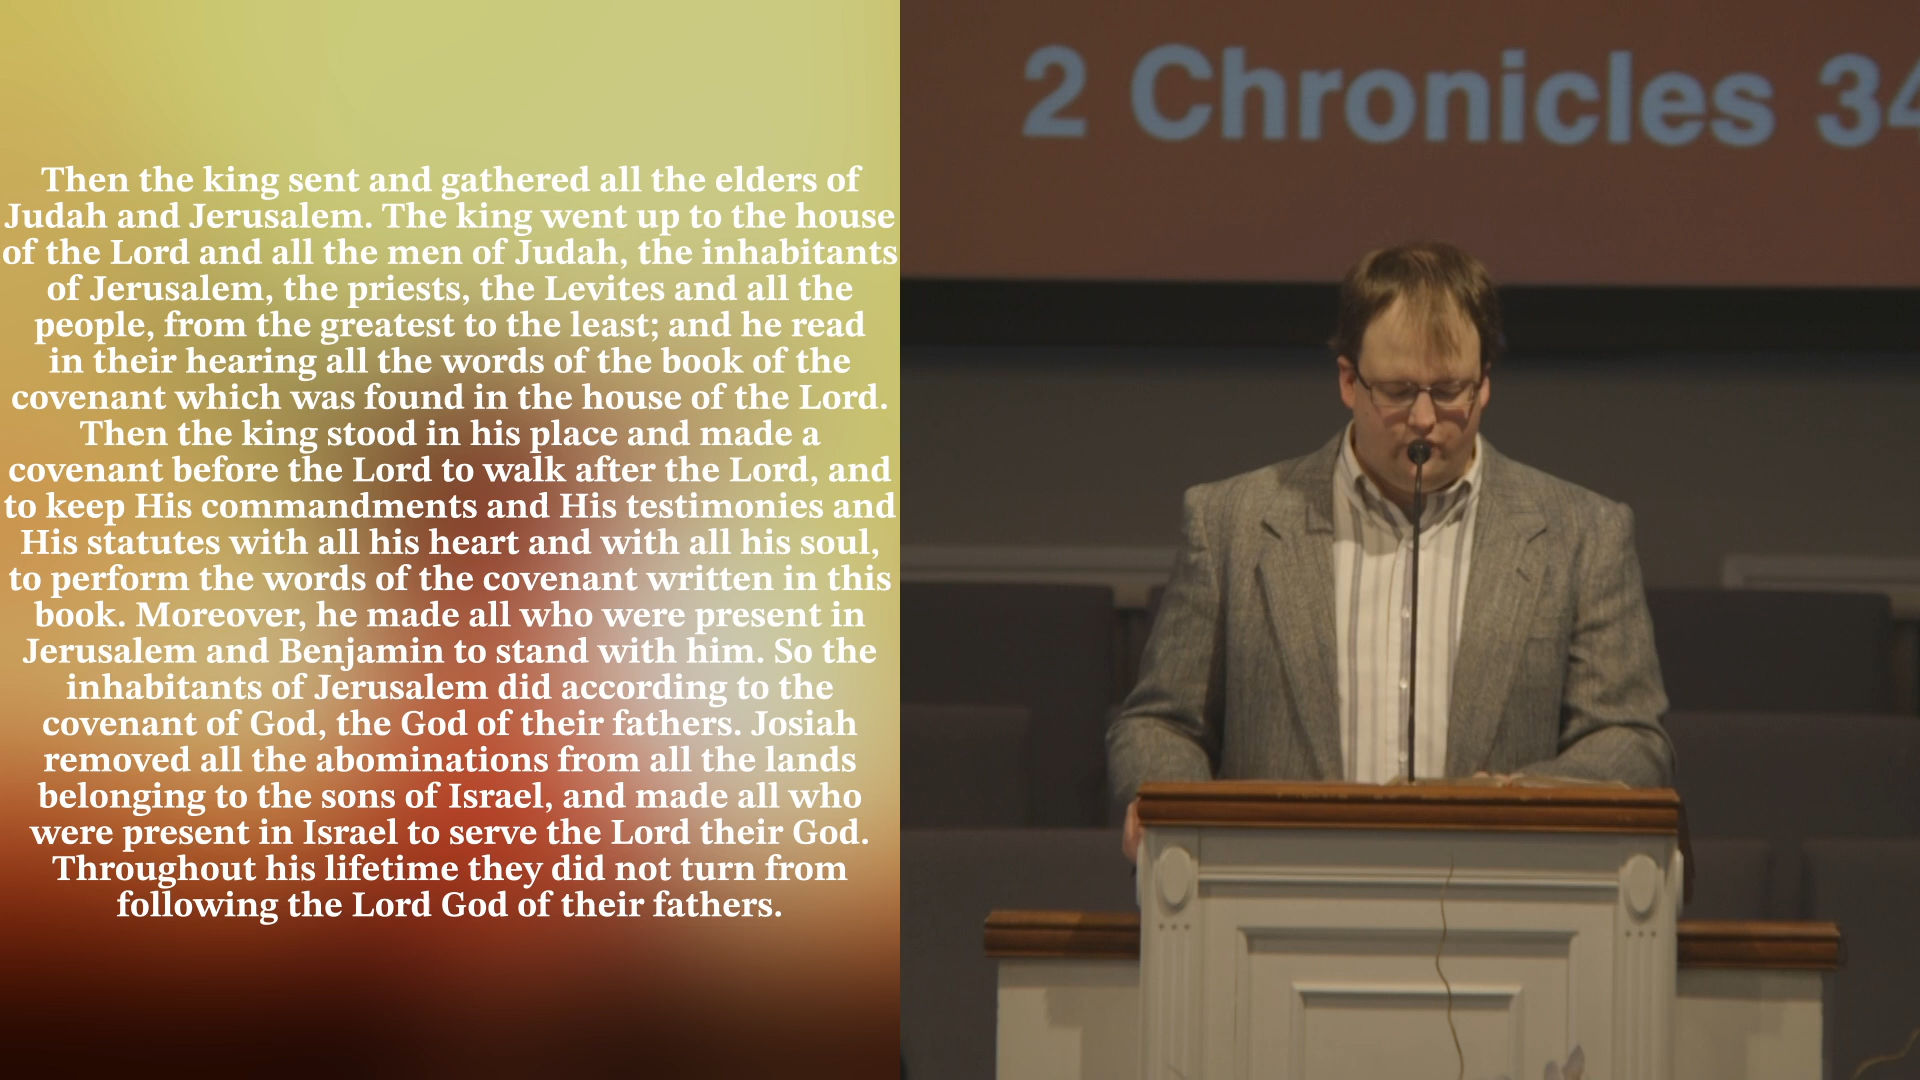 Then the king sent and gathered all the elders of
Judah and Jerusalem. The king went up to the house
of the Lord and all the men of Judah, the inhabitants
of Jerusalem, the priests, the Levites and all the
people, from the greatest to the least; and he read
in their hearing all the words of the book of the
covenant which was found in the house of the Lord.
Then the king stood in his place and made a
covenant before the Lord to walk after the Lord, and
to keep His commandments and His testimonies and
His statutes with all his heart and with all his soul,
to perform the words of the covenant written in this
book. Moreover, he made all who were present in
Jerusalem and Benjamin to stand with him. So the
inhabitants of Jerusalem did according to the
covenant of God, the God of their fathers. Josiah
removed all the abominations from all the lands
belonging to the sons of Israel, and made all who
were present in Israel to serve the Lord their God.
Throughout his lifetime they did not turn from
following the Lord God of their fathers.
2 Chronicles 34